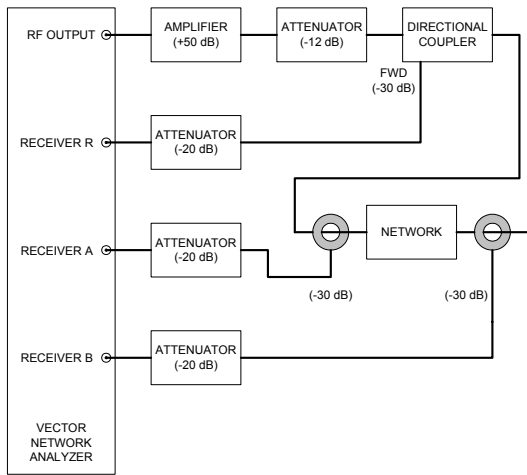 RF OUTPUT
AMPLIFIER
(+50 dB)
ATTENUATOR
(-12 dB)
DIRECTIONAL
COUPLER
FWD
(-30 dB)
RECEIVER R
ATTENUATOR
(-20 dB)
RECEIVER A
ATTENUATOR
(-20 dB)
NETWORK
(-30 dB)
(-30 dB)
RECEIVER B
ATTENUATOR
(-20 dB)
VECTOR
NETWORK
ANALYZER